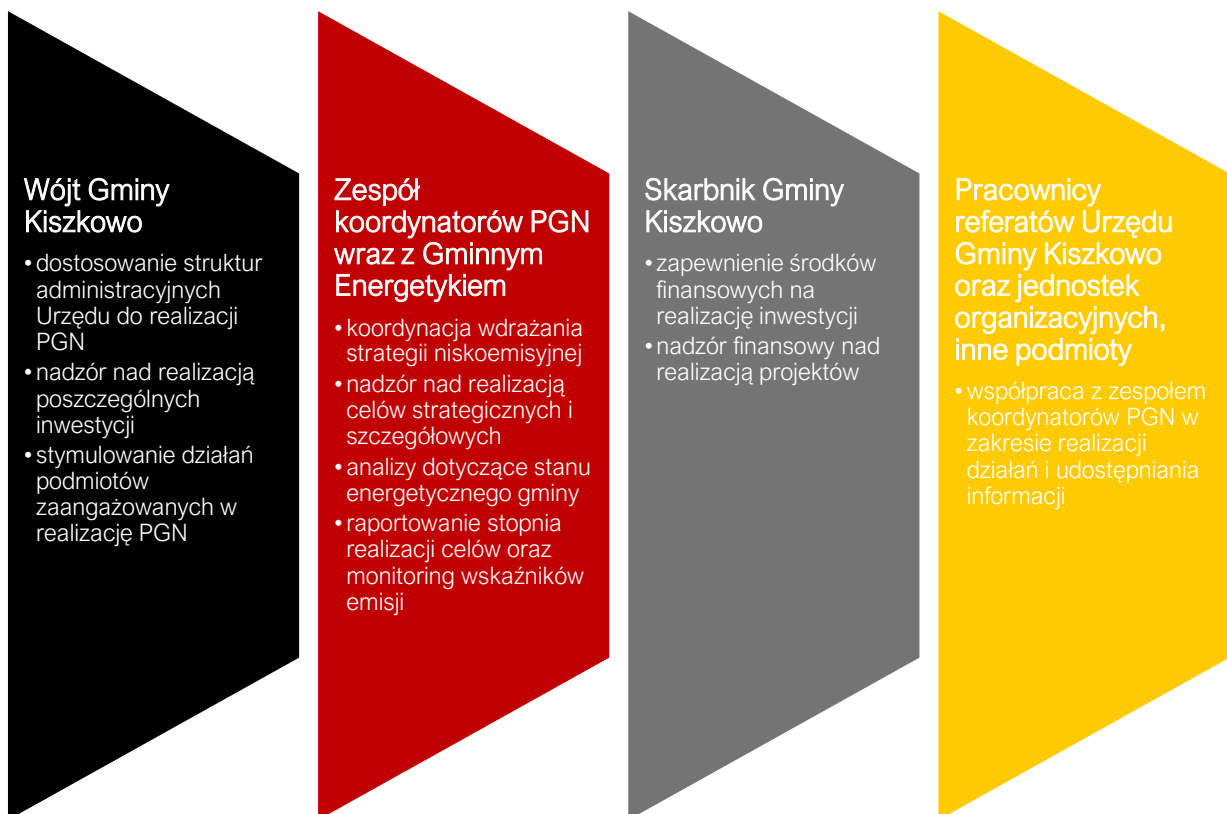 Wójt Gminy
Kiszkowo
• dostosowanie struktur
administracyjnych
Urzędu do realizacji
PGN
• nadzór nad realizacją
poszczególnych
inwestycji
• stymulowanie działań
podmiotów
zaangażowanych w
realizację PGN
Zespół
koordynatorów PGN
wraz z Gminnym
Energetykiem
• koordynacja wdrażania
strategii niskoemisyjnej
• nadzór nad realizacją
celów strategicznych i
szczegółowych
• analizy dotyczące stanu
energetycznego gminy
• raportowanie stopnia
realizacji celów oraz
monitoring wskaźników
emisji
Skarbnik Gminy
Kiszkowo
• zapewnienie środków
finansowych na
realizację inwestycji
• nadzór finansowy nad
realizacją projektów
Pracownicy
referatów Urzędu
Gminy Kiszkowo
oraz jednostek
organizacyjnych,
inne podmioty
• współpraca z zespołem
koordynatorów PGN w
zakresie realizacji
działań i udostępniania
informacji